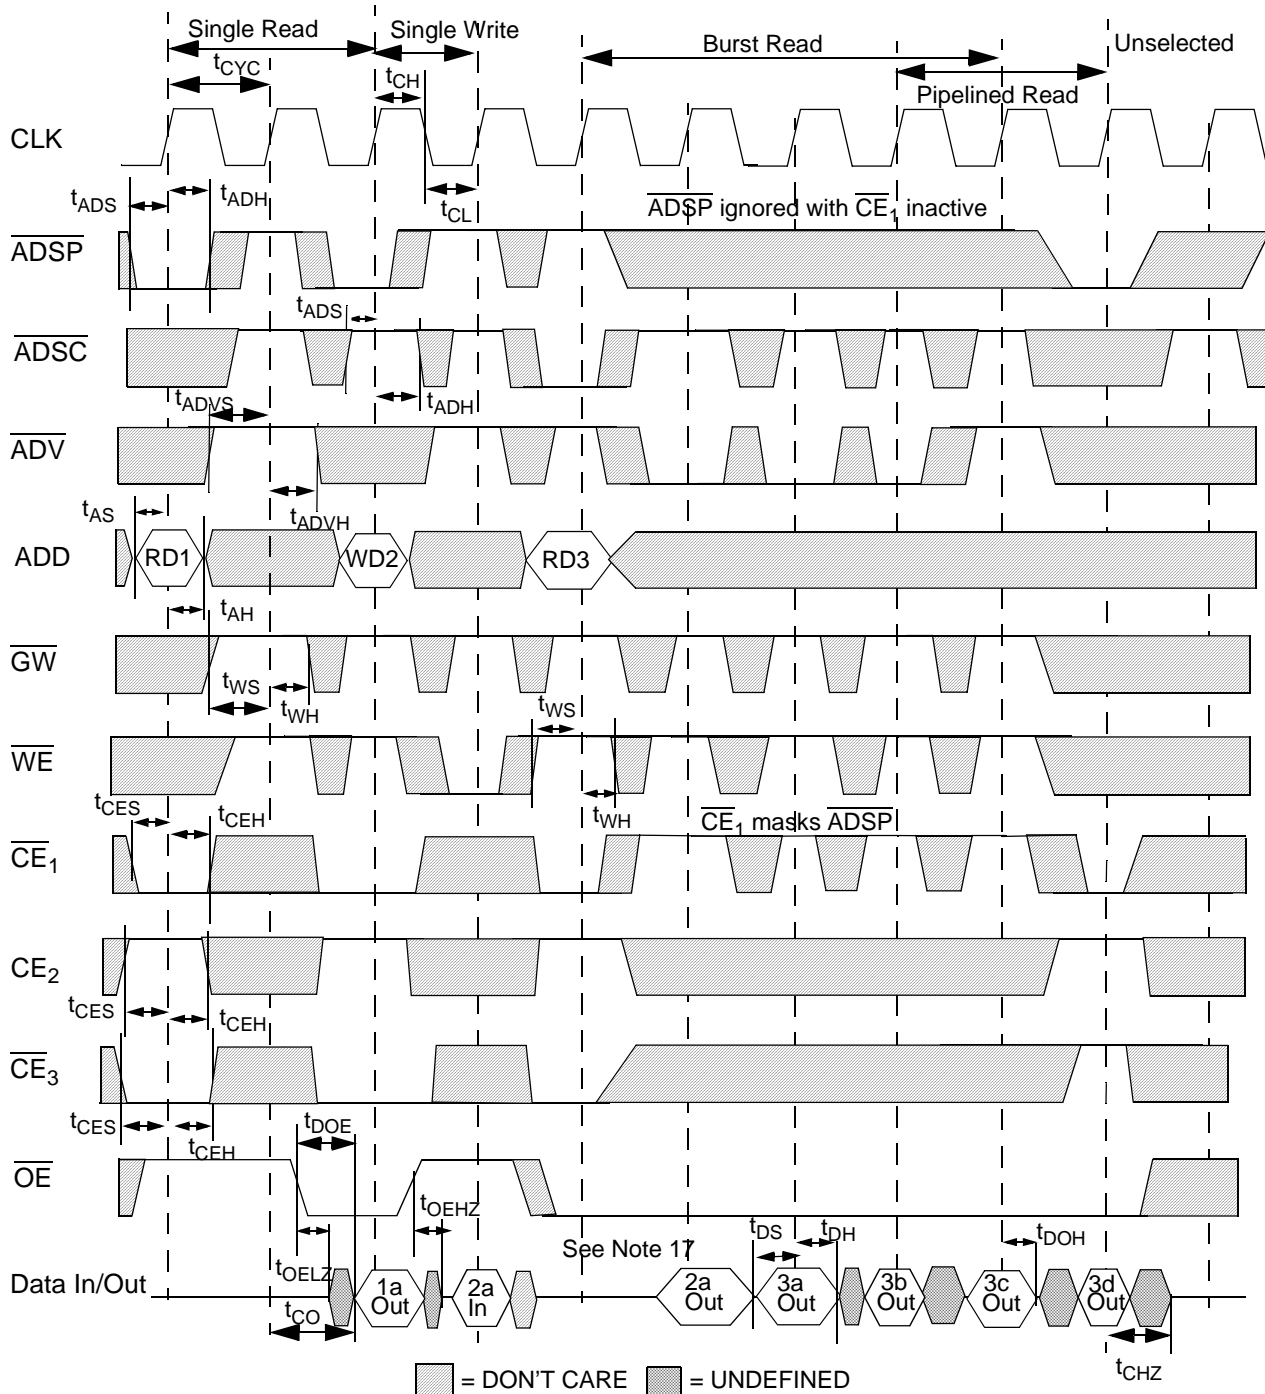 Single Read Single Write Burst Read Unselected
tCYC tCH Pipelined Read
CLK
tADS tADH tCL ADSP ignored with CE1 inactive
ADSP
tADS
ADSC
tADVS tADH
ADV
tAS tADVH
ADD RD1 WD2 RD3
tAH
GW
tWS tWH tWS
WE
tCES tCEH tWH CE1 masks ADSP
CE1
CE2
tCES tCEH
CE3
tCES tCEH tDOE
OE
tOEHZ See Note 17 tDS tDH tDOH
tOELZ
Data In/Out 1a Out 2a In 2a Out 3a Out 3b Out 3c Out 3d Out
tCO tCHZ
= DON'T CARE = UNDEFINED